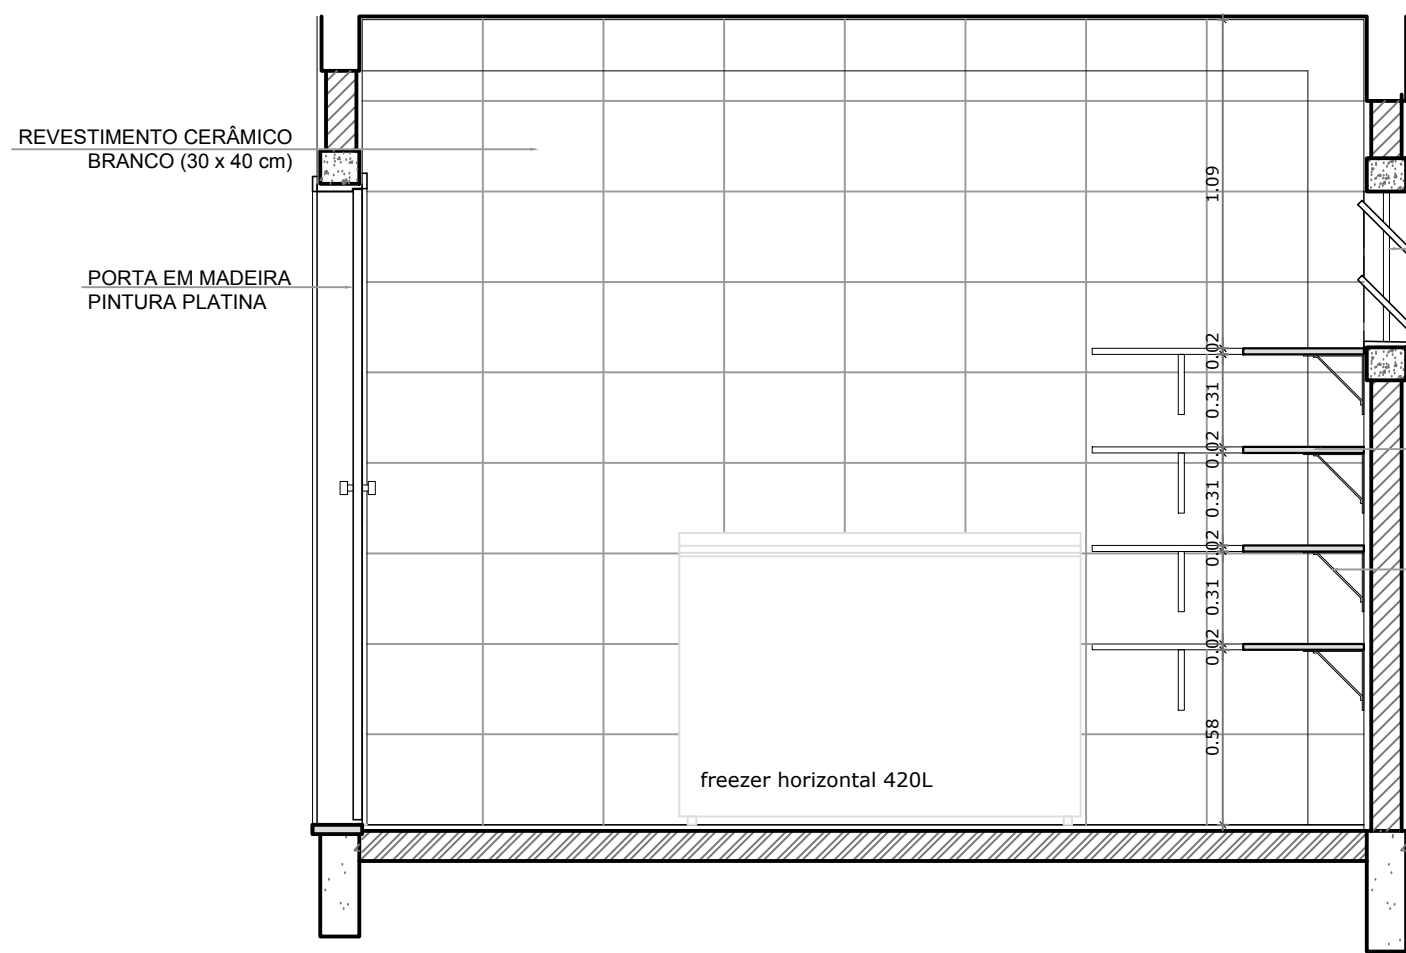 REVESTIMENTO CERÂMICO
BRANCO (30 x 40 cm)
PORTA EM MADEIRA
PINTURA PLATINA
1.09
0.02
0.31
0.02
0.31
0.02
0.31
0.02
0.58
freezer horizontal 420L